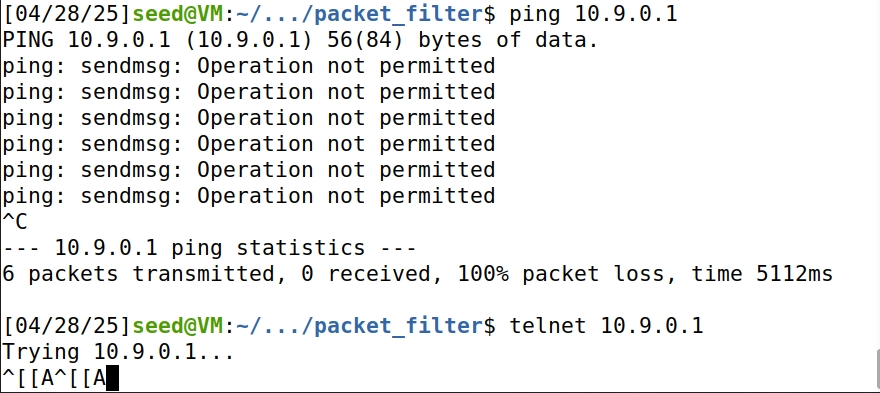 [04/28/25]seed@VM:~/.../packet_filter$ ping 10.9.0.1
PING 10.9.0.1 (10.9.0.1) 56(84) bytes of data.
ping: sendmsg: Operation not permitted
ping: sendmsg: Operation not permitted
ping: sendmsg: Operation not permitted
ping: sendmsg: Operation not permitted
ping: sendmsg: Operation not permitted
ping: sendmsg: Operation not permitted
^C
--- 10.9.0.1 ping statistics ---
6 packets transmitted, 0 received, 100% packet loss, time 5112ms
[04/28/25]seed@VM:~/.../packet_filter$ telnet 10.9.0.1
Trying 10.9.0.1...
^[[A^[[A